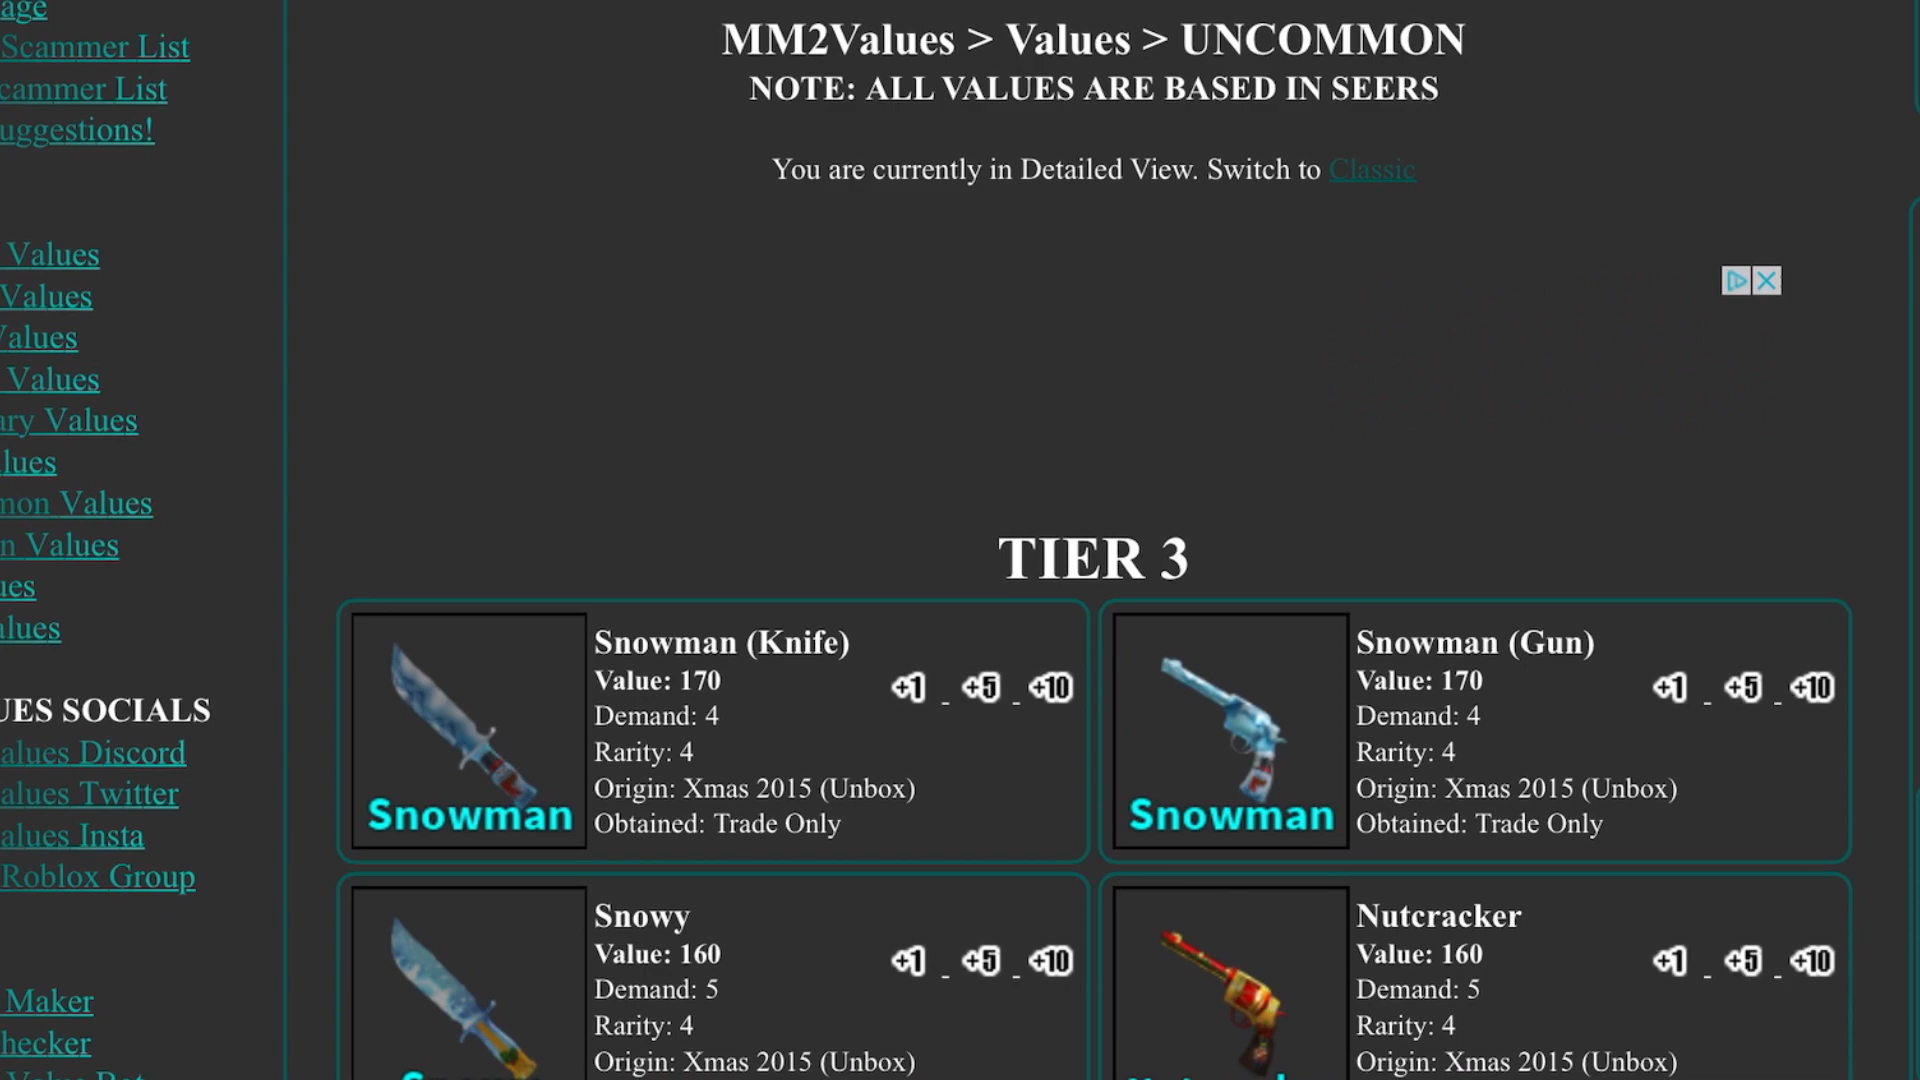 age
Scammer List
cammer List
uggestions!
Values
Values
Values
Values
ary Values
lues
mon Values
n Values
ues
alues
UES SOCIALS
alues Discord
alues Twitter
alues Insta
Roblox Group
Maker
hecker
Value Bot
MM2Values > Values > UNCOMMON
NOTE: ALL VALUES ARE BASED IN SEERS
You are currently in Detailed View. Switch to Classic
TIER 3
Snowman
Snowman (Knife)
Value: 170
Demand: 4
Rarity: 4
Origin: Xmas 2015 (Unbox)
Obtained: Trade Only
+1 - +5 - +10
Snowman
Snowman (Gun)
Value: 170
Demand: 4
Rarity: 4
Origin: Xmas 2015 (Unbox)
Obtained: Trade Only
+1 - +5 - +10
Snowy
Value: 160
Demand: 5
Rarity: 4
Origin: Xmas 2015 (Unbox)
+1 - +5 - +10
Nutcracker
Value: 160
Demand: 5
Rarity: 4
Origin: Xmas 2015 (Unbox)
+1 - +5 - +10